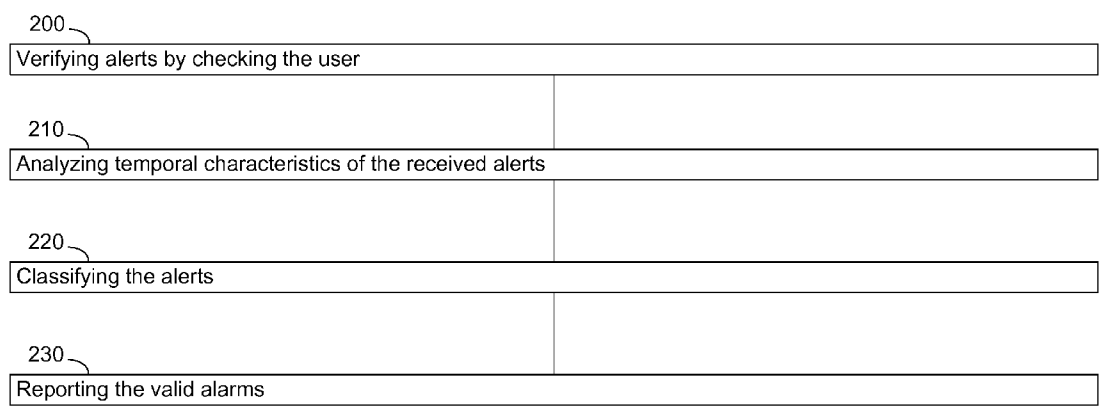 200
Verifying alerts by checking the user
210
Analyzing temporal characteristics of the received alerts
220
Classifying the alerts
230
Reporting the valid alarms